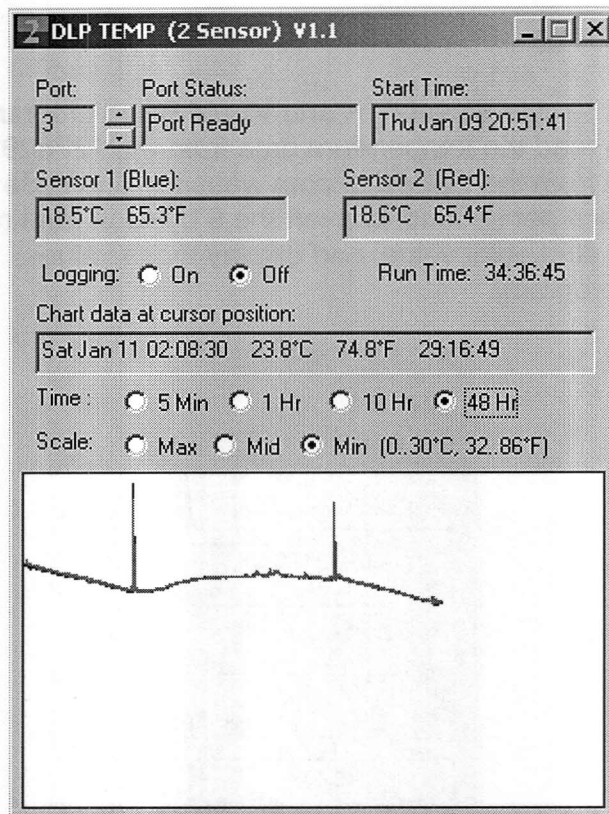 2 DLP TEMP (2 Sensor) V1.1
Port: Port Status: Start Time:
3 Port Ready Thu Jan 09 20:51:41
Sensor 1 (Blue): Sensor 2 (Red):
18.5°C 65.3°F 18.6°C 65.4°F
Logging: On Off Run Time: 34:36:45
Chart data at cursor position:
Sat Jan 11 02:08:30 23.8°C 74.8°F 29:16:49
Time : 5 Min 1 Hr 10 Hr 48 Hr
Scale: Max Mid Min (0..30°C, 32..86°F)